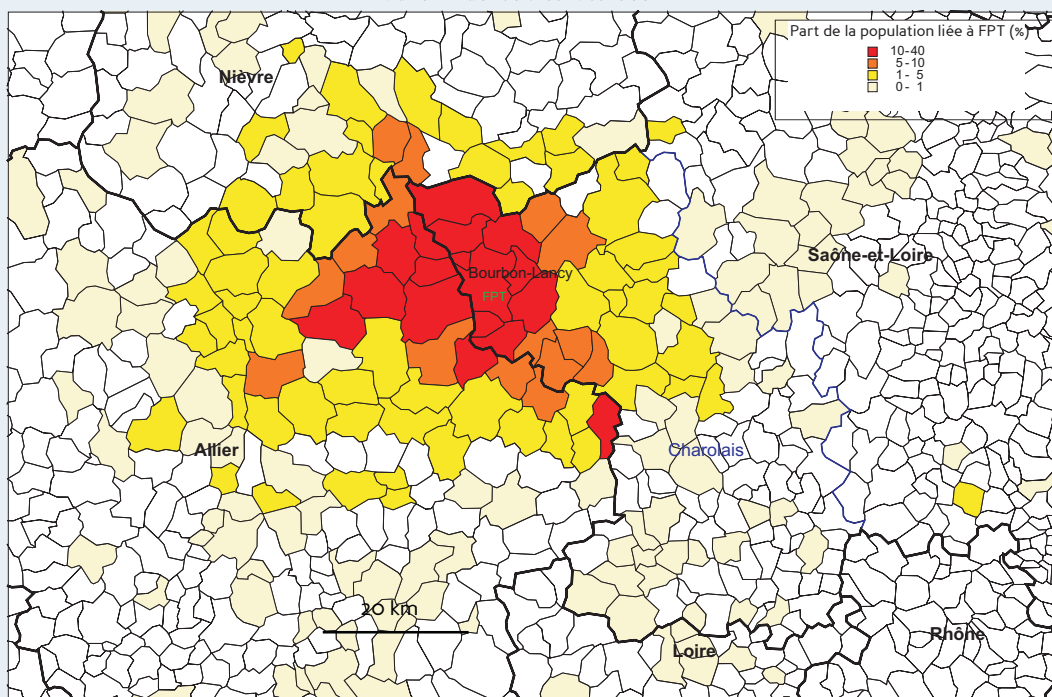 Part de la population liée à FPT (%)
10-40
5-10
1- 5
0- 1
Nièvre
Saône-et-Loire
Bourbon-Lancy
FPT
Allier
Charolais
20 km
Rhône
Loire